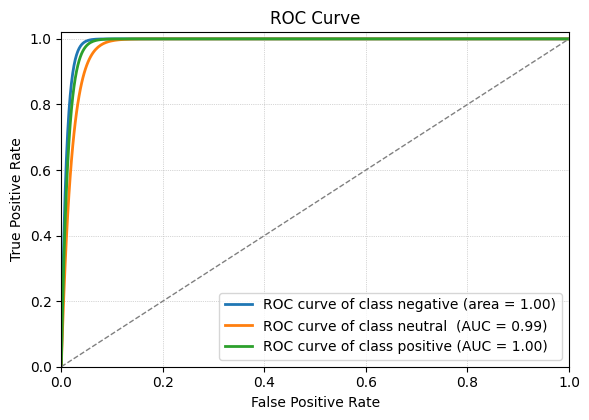 ROC Curve
True Positive Rate
1.0
0.8
0.6
0.4
0.2
0.0
ROC curve of class negative (area = 1.00)
ROC curve of class neutral  (AUC = 0.99)
ROC curve of class positive (AUC = 1.00)
0.0 0.2 0.4 0.6 0.8 1.0
False Positive Rate